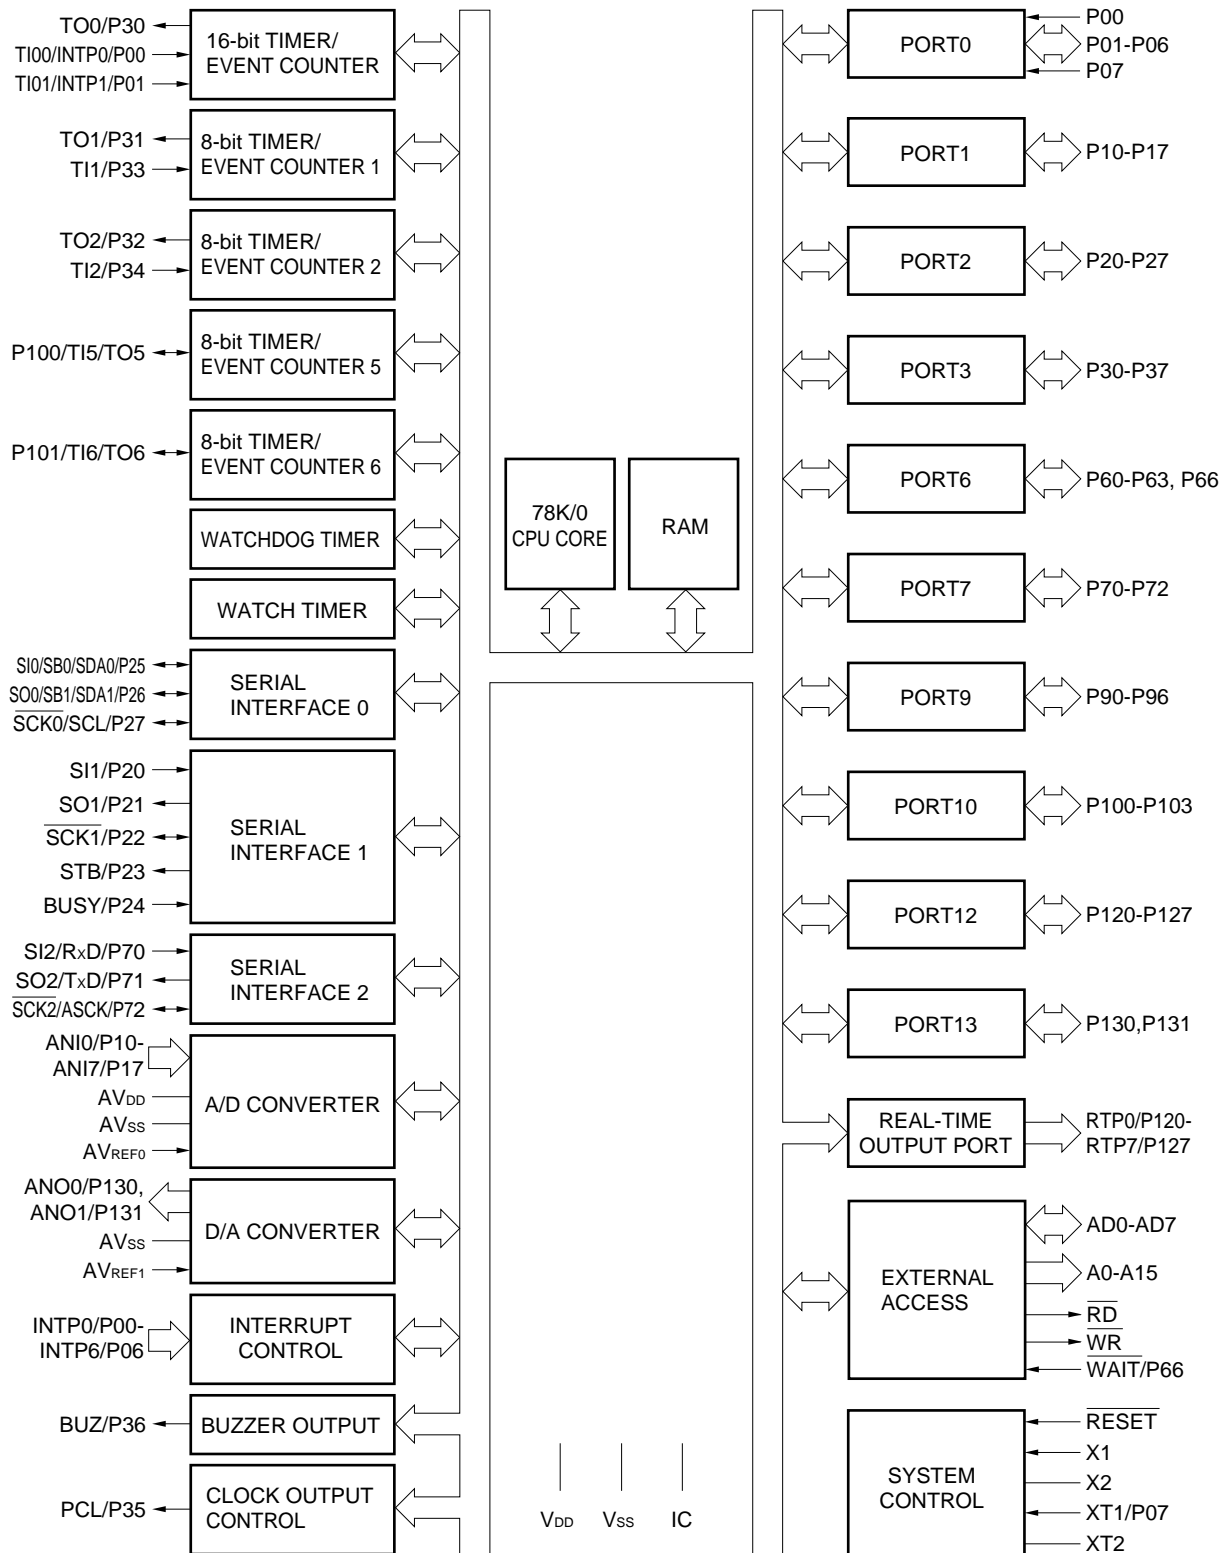 TO0/P30
TI00/INTP0/P00
TI01/INTP1/P01
16-bit TIMER/
EVENT COUNTER
TO1/P31
TI1/P33
8-bit TIMER/
EVENT COUNTER 1
TO2/P32
TI2/P34
8-bit TIMER/
EVENT COUNTER 2
P100/TI5/TO5
8-bit TIMER/
EVENT COUNTER 5
P101/TI6/TO6
8-bit TIMER/
EVENT COUNTER 6
WATCHDOG TIMER
WATCH TIMER
SI0/SB0/SDA0/P25
SO0/SB1/SDA1/P26
SCK0/SCL/P27
SERIAL
INTERFACE 0
SI1/P20
SO1/P21
SCK1/P22
STB/P23
BUSY/P24
SERIAL
INTERFACE 1
SI2/RxD/P70
SO2/TxD/P71
SCK2/ASCK/P72
SERIAL
INTERFACE 2
ANI0/P10-
ANI7/P17
AVDD
AVSS
AVREF0
A/D CONVERTER
ANO0/P130,
ANO1/P131
AVSS
AVREF1
D/A CONVERTER
INTP0/P00-
INTP6/P06
INTERRUPT
CONTROL
BUZ/P36
BUZZER OUTPUT
PCL/P35
CLOCK OUTPUT
CONTROL
78K/0
CPU CORE
RAM
VDD
VSS
IC
PORT0
P00
P01-P06
P07
PORT1
P10-P17
PORT2
P20-P27
PORT3
P30-P37
PORT6
P60-P63, P66
PORT7
P70-P72
PORT9
P90-P96
PORT10
P100-P103
PORT12
P120-P127
PORT13
P130,P131
REAL-TIME
OUTPUT PORT
RTP0/P120-
RTP7/P127
EXTERNAL
ACCESS
AD0-AD7
A0-A15
RD
WR
WAIT/P66
SYSTEM
CONTROL
RESET
X1
X2
XT1/P07
XT2